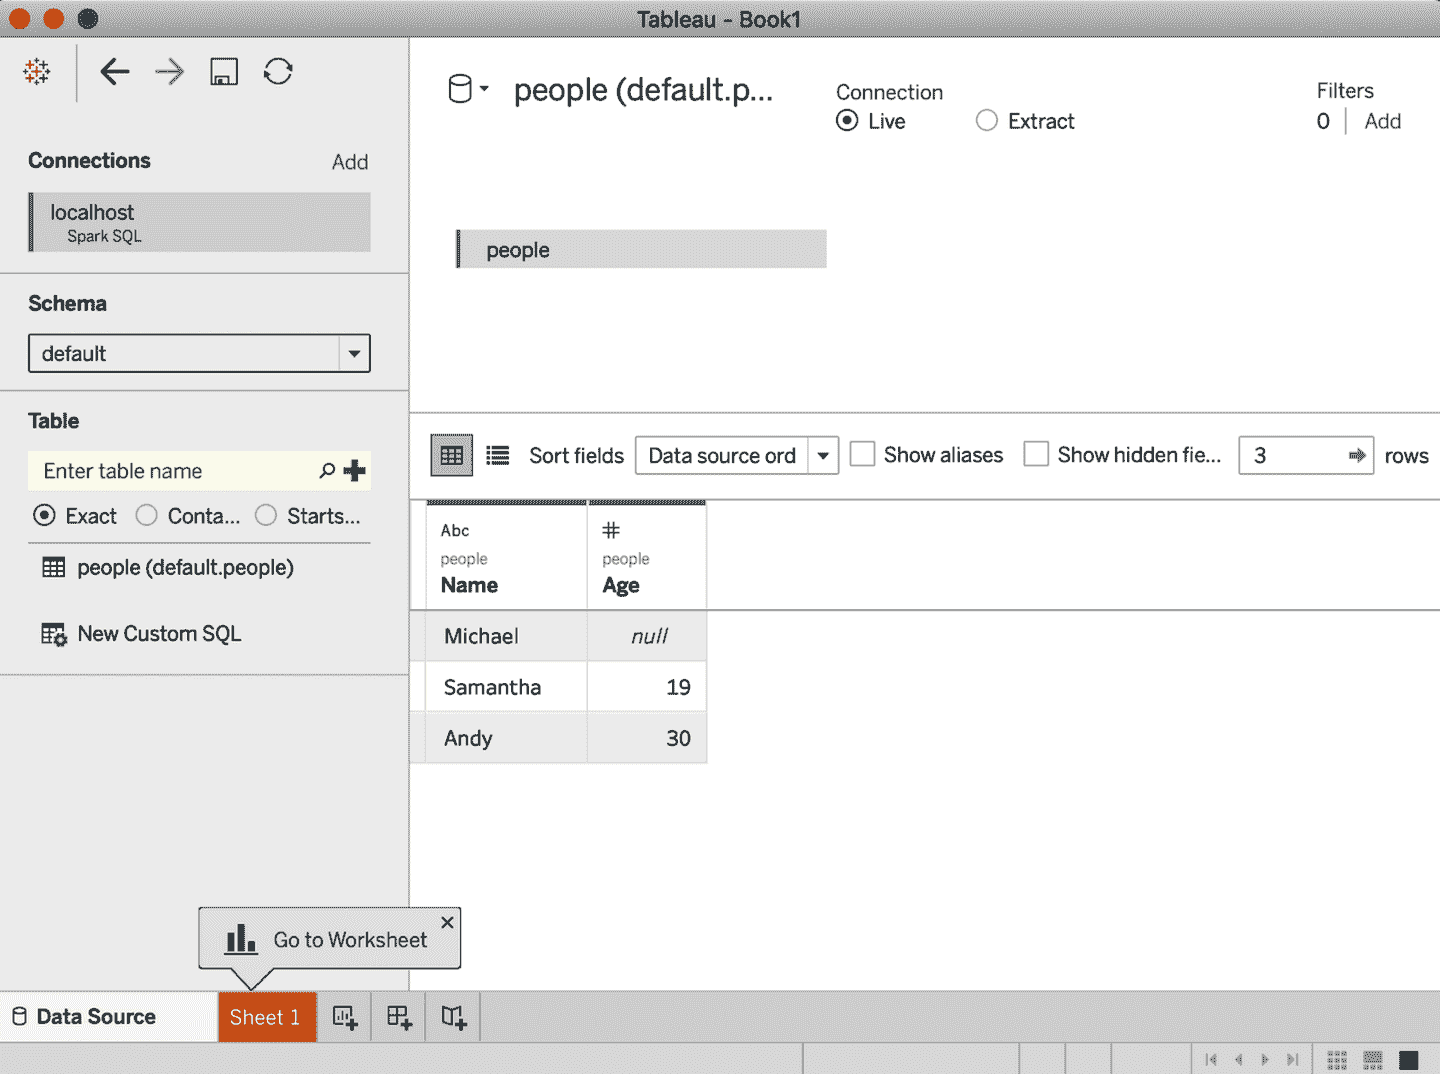 Tableau - Book1
people (default.p...
Connection
Live
Extract
Filters
0
Add
Connections
Add
localhost
Spark SQL
people
Schema
default
Table
Enter table name
Exact
Conta...
Starts...
people (default.people)
New Custom SQL
Sort fields
Data source ord
Show aliases
Show hidden fie...
3
rows
Abc
people
Name
#
people
Age
Michael
null
Samantha
19
Andy
30
Go to Worksheet
Data Source
Sheet 1